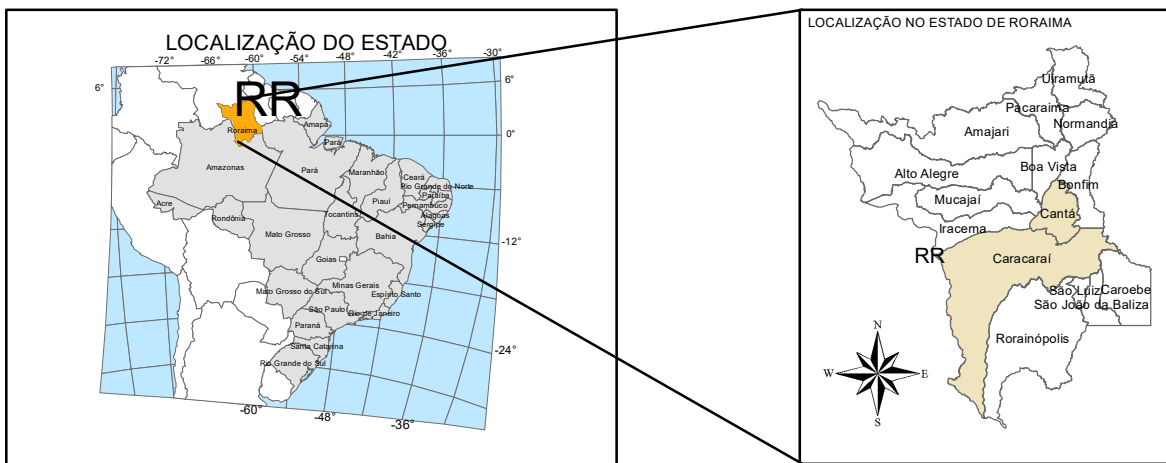 LOCALIZAÇÃO DO ESTADO
-72° -66° -60° -54° -48° -42° -36° -30°
6° 6°
RR
Roraima
Amapá
0°
Pará
Amazonas
Pará
Maranhão
Ceará
Rio Grande do Norte
Paraíba
Piauí
Pernambuco
Acre
Tocantins
Alagoas
Sergipe
Rondônia
Mato Grosso
Bahia
-12°
Goias
Mato Grosso do Sul
Minas Gerais
Espírito Santo
São Paulo
Rio de Janeiro
Paraná
Santa Catarina
-24°
Rio Grande do Sul
-60°
-48°
-36°
LOCALIZAÇÃO NO ESTADO DE RORAIMA
Uiramutã
Pacaraima
Normandia
Amajari
Boa Vista
Alto Alegre
Bonfim
Mucajaí
Cantá
Iracema
RR
Caracaraí
São Luiz
Caroebe
São João da Baliza
Rorainópolis
N
W E
S